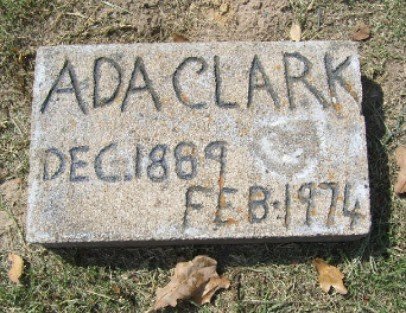 ADA CLARK
DEC. 1889
FEB. 1974